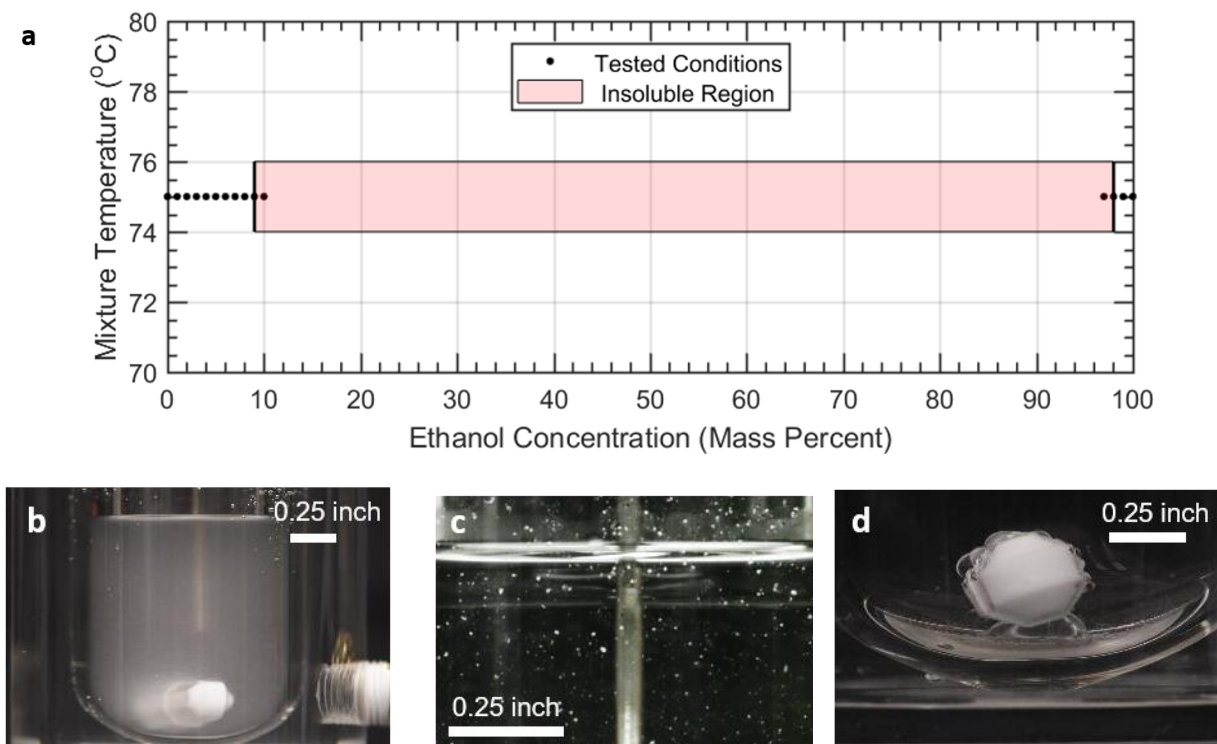 a
80
78
76
74
72
70
Mixture Temperature (°C)
Tested Conditions
Insoluble Region
0 10 20 30 40 50 60 70 80 90 100
Ethanol Concentration (Mass Percent)
b
0.25 inch
c
0.25 inch
d
0.25 inch